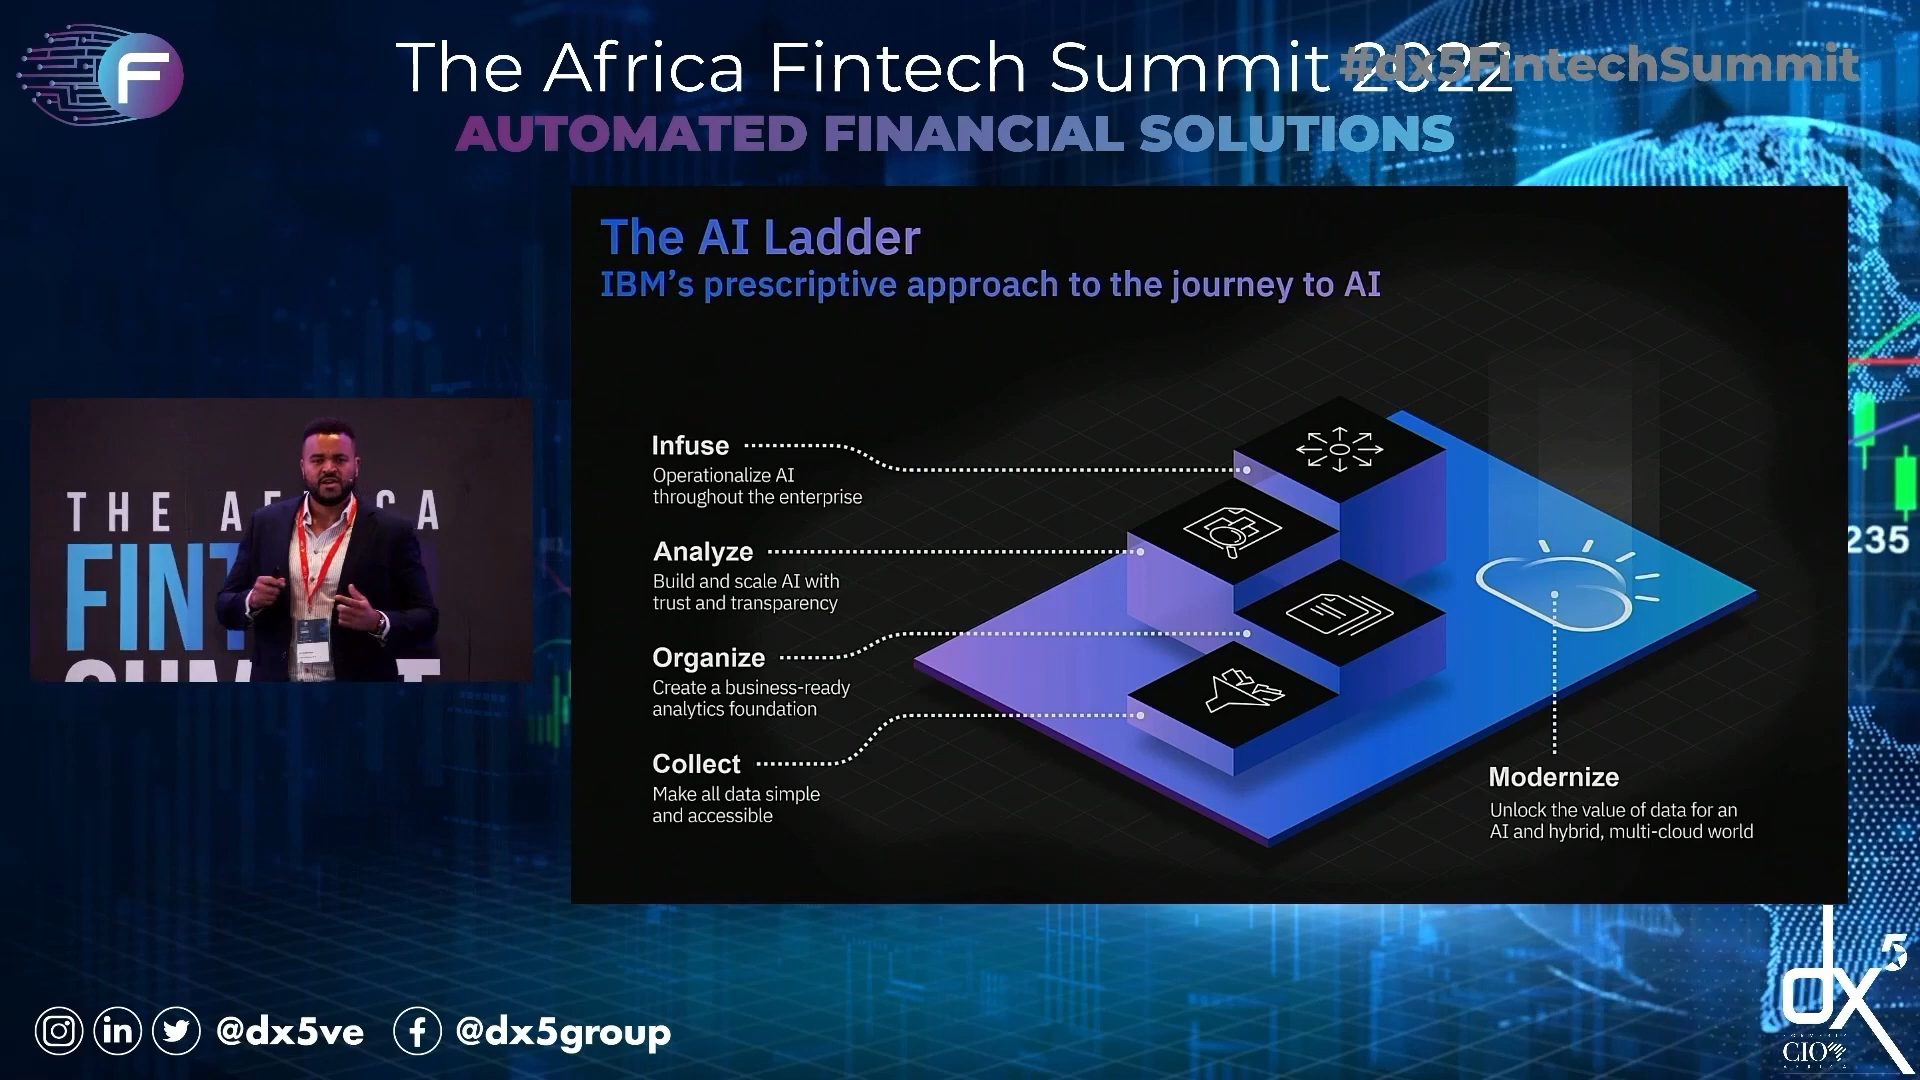 The Africa Fintech Summit 2022
#dx5FintechSummit
AUTOMATED FINANCIAL SOLUTIONS
F
The AI Ladder
IBM's prescriptive approach to the journey to AI
Infuse
Operationalize AI
throughout the enterprise
Analyze
Build and scale AI with
trust and transparency
Organize
Create a business-ready
analytics foundation
Collect
Make all data simple
and accessible
Modernize
Unlock the value of data for an
AI and hybrid, multi-cloud world
235
@dx5ve
@dx5group
dx5
CIO